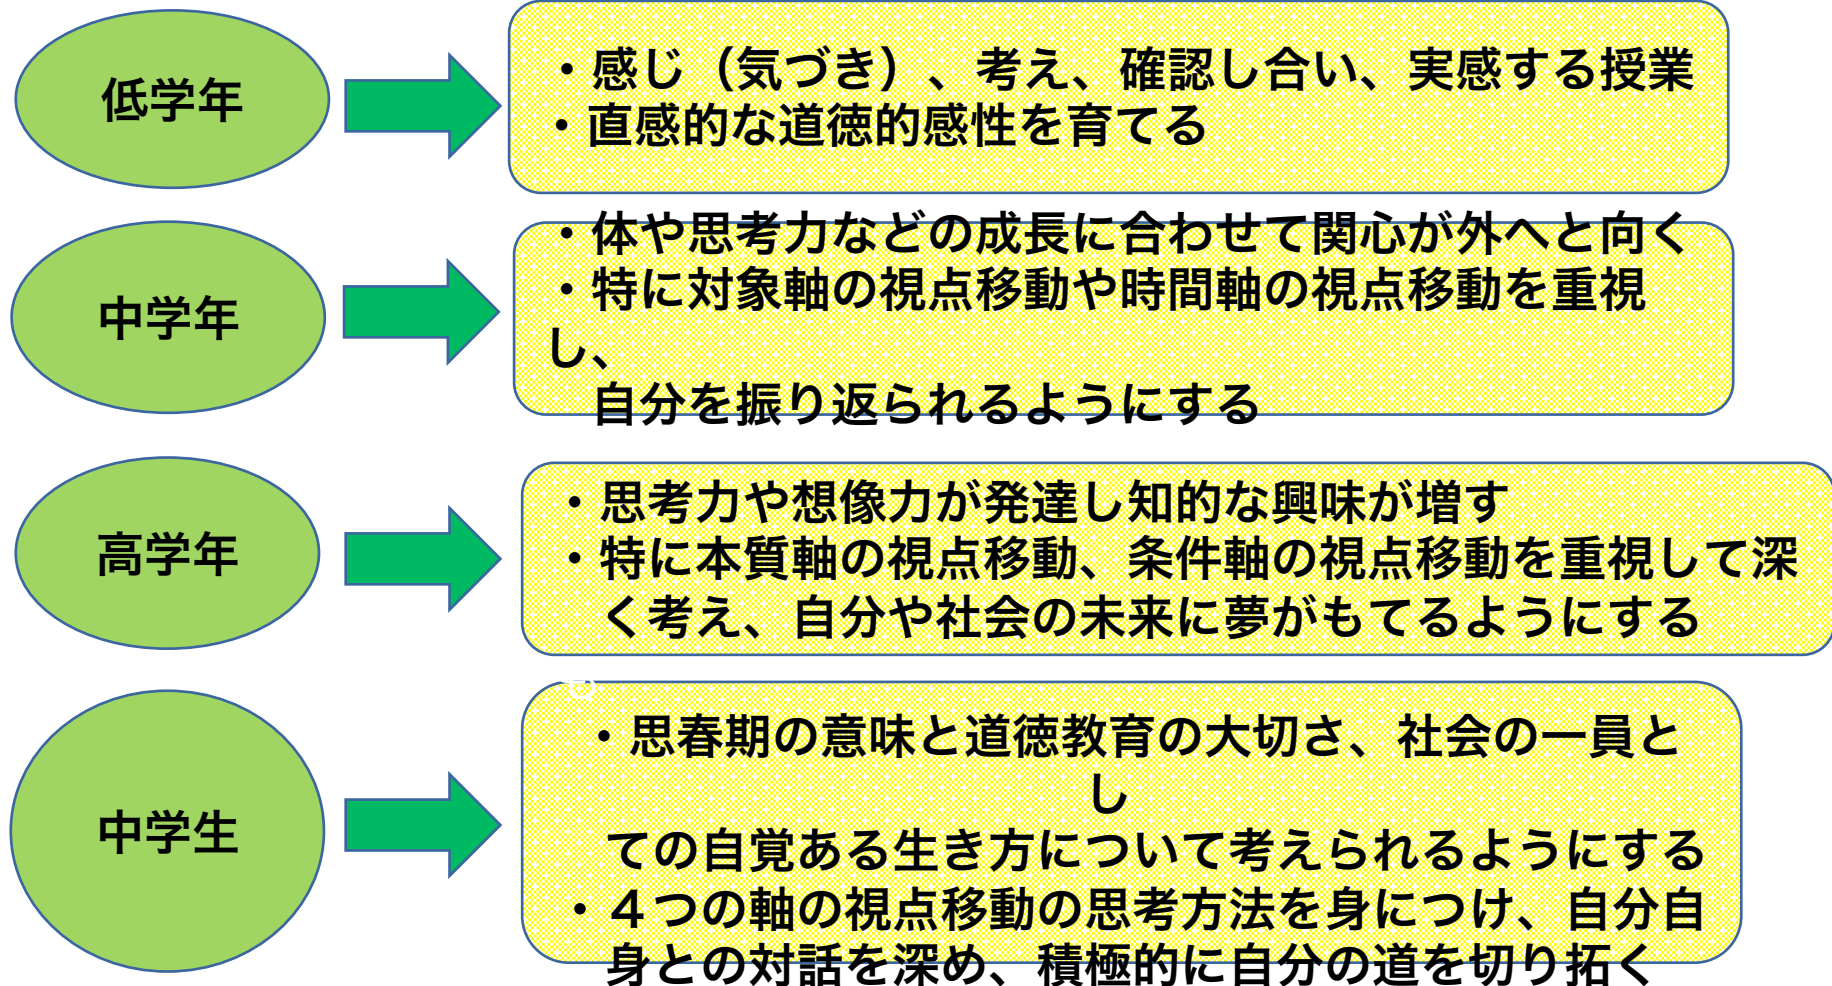 低学年
・感じ（気づき）、考え、確認し合い、実感する授業
・直感的な道徳的感性を育てる
中学年
・体や思考力などの成長に合わせて関心が外へと向く
・特に対象軸の視点移動や時間軸の視点移動を重視
し、
自分を振り返られるようにする
高学年
・思考力や想像力が発達し知的な興味が増す
・特に本質軸の視点移動、条件軸の視点移動を重視して深
く考え、自分や社会の未来に夢がもてるようにする
中学生
・思春期の意味と道徳教育の大切さ、社会の一員と
し
ての自覚ある生き方について考えられるようにする
・４つの軸の視点移動の思考方法を身につけ、自分自
身との対話を深め、積極的に自分の道を切り拓く